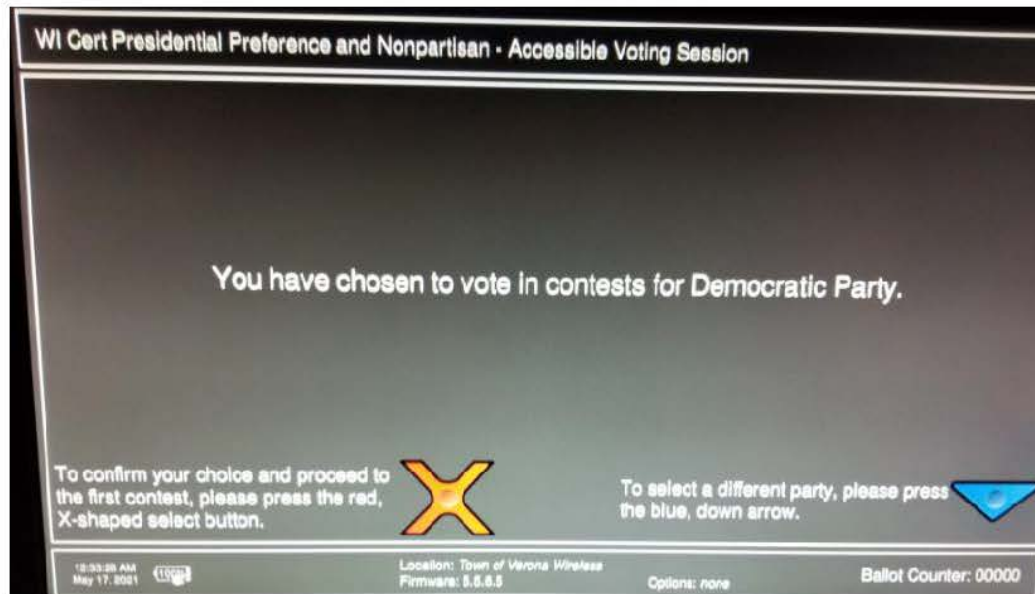 WI Cert Presidential Preference and Nonpartisan - Accessible Voting Session
You have chosen to vote in contests for Democratic Party.
To confirm your choice and proceed to
the first contest, please press the red,
X-shaped select button.
To select a different party, please press
the blue, down arrow.
May 17, 2021
100%
Location: Town of Verona Wireless
Firmware: 5.5.6.5
Options: none
Ballot Counter: 00000